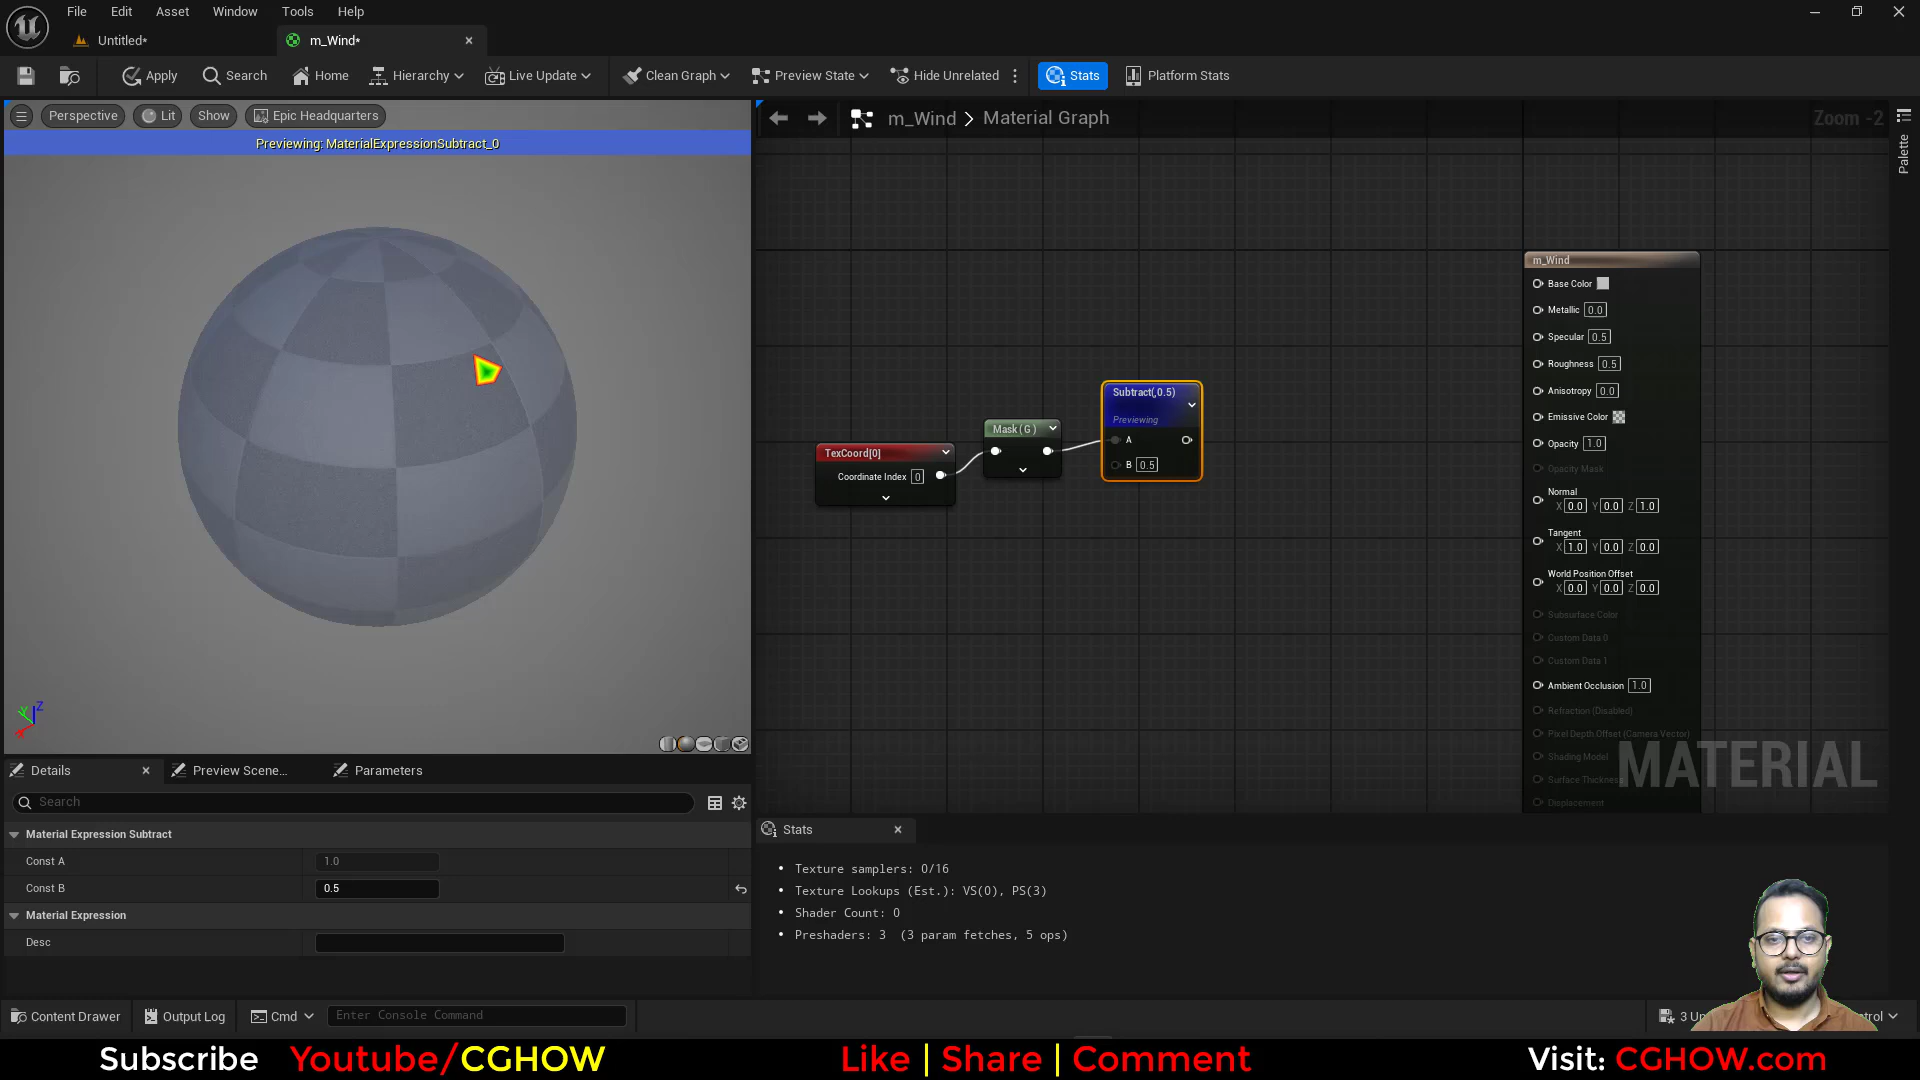 File Edit Asset Window Tools Help
Untitled* m_Wind*
Apply Search Home Hierarchy Live Update Clean Graph Preview State Hide Unrelated Stats Platform Stats
Perspective Lit Show Epic Headquarters
Previewing: MaterialExpressionSubtract_0
Y Z X
m_Wind > Material Graph
Zoom -2
Palette
TexCoord[0]
Coordinate Index 0
Mask ( G )
Subtract(,0.5)
Previewing
A
B 0.5
m_Wind
Base Color
Metallic 0.0
Specular 0.5
Roughness 0.5
Anisotropy 0.0
Emissive Color
Opacity 1.0
Opacity Mask
Normal
X 0.0 Y 0.0 Z 1.0
Tangent
X 1.0 Y 0.0 Z 0.0
World Position Offset
X 0.0 Y 0.0 Z 0.0
Subsurface Color
Custom Data 0
Custom Data 1
Ambient Occlusion 1.0
Refraction (Disabled)
Pixel Depth Offset (Camera Vector)
Shading Model
Surface Thickness
Displacement
MATERIAL
Details Preview Scene... Parameters
Search
Material Expression Subtract
Const A 1.0
Const B 0.5
Material Expression
Desc
Stats
• Texture samplers: 0/16
• Texture Lookups (Est.): VS(0), PS(3)
• Shader Count: 0
• Preshaders: 3 (3 param fetches, 5 ops)
Content Drawer Output Log Cmd Enter Console Command 3 Un
Subscribe Youtube/CGHOW Like | Share | Comment Visit: CGHOW.com